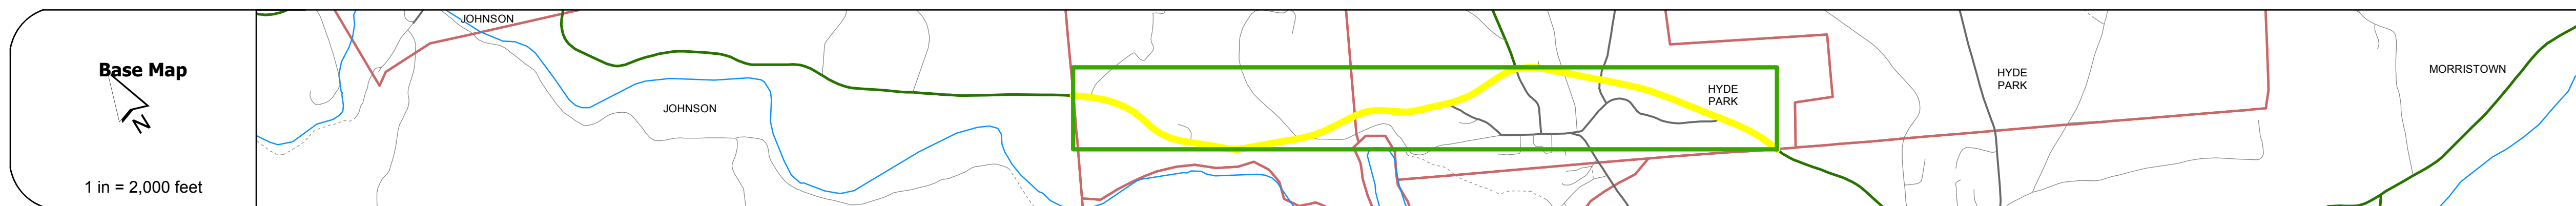 Base Map
N
1 in = 2,000 feet
JOHNSON
JOHNSON
HYDE
PARK
HYDE
PARK
MORRISTOWN